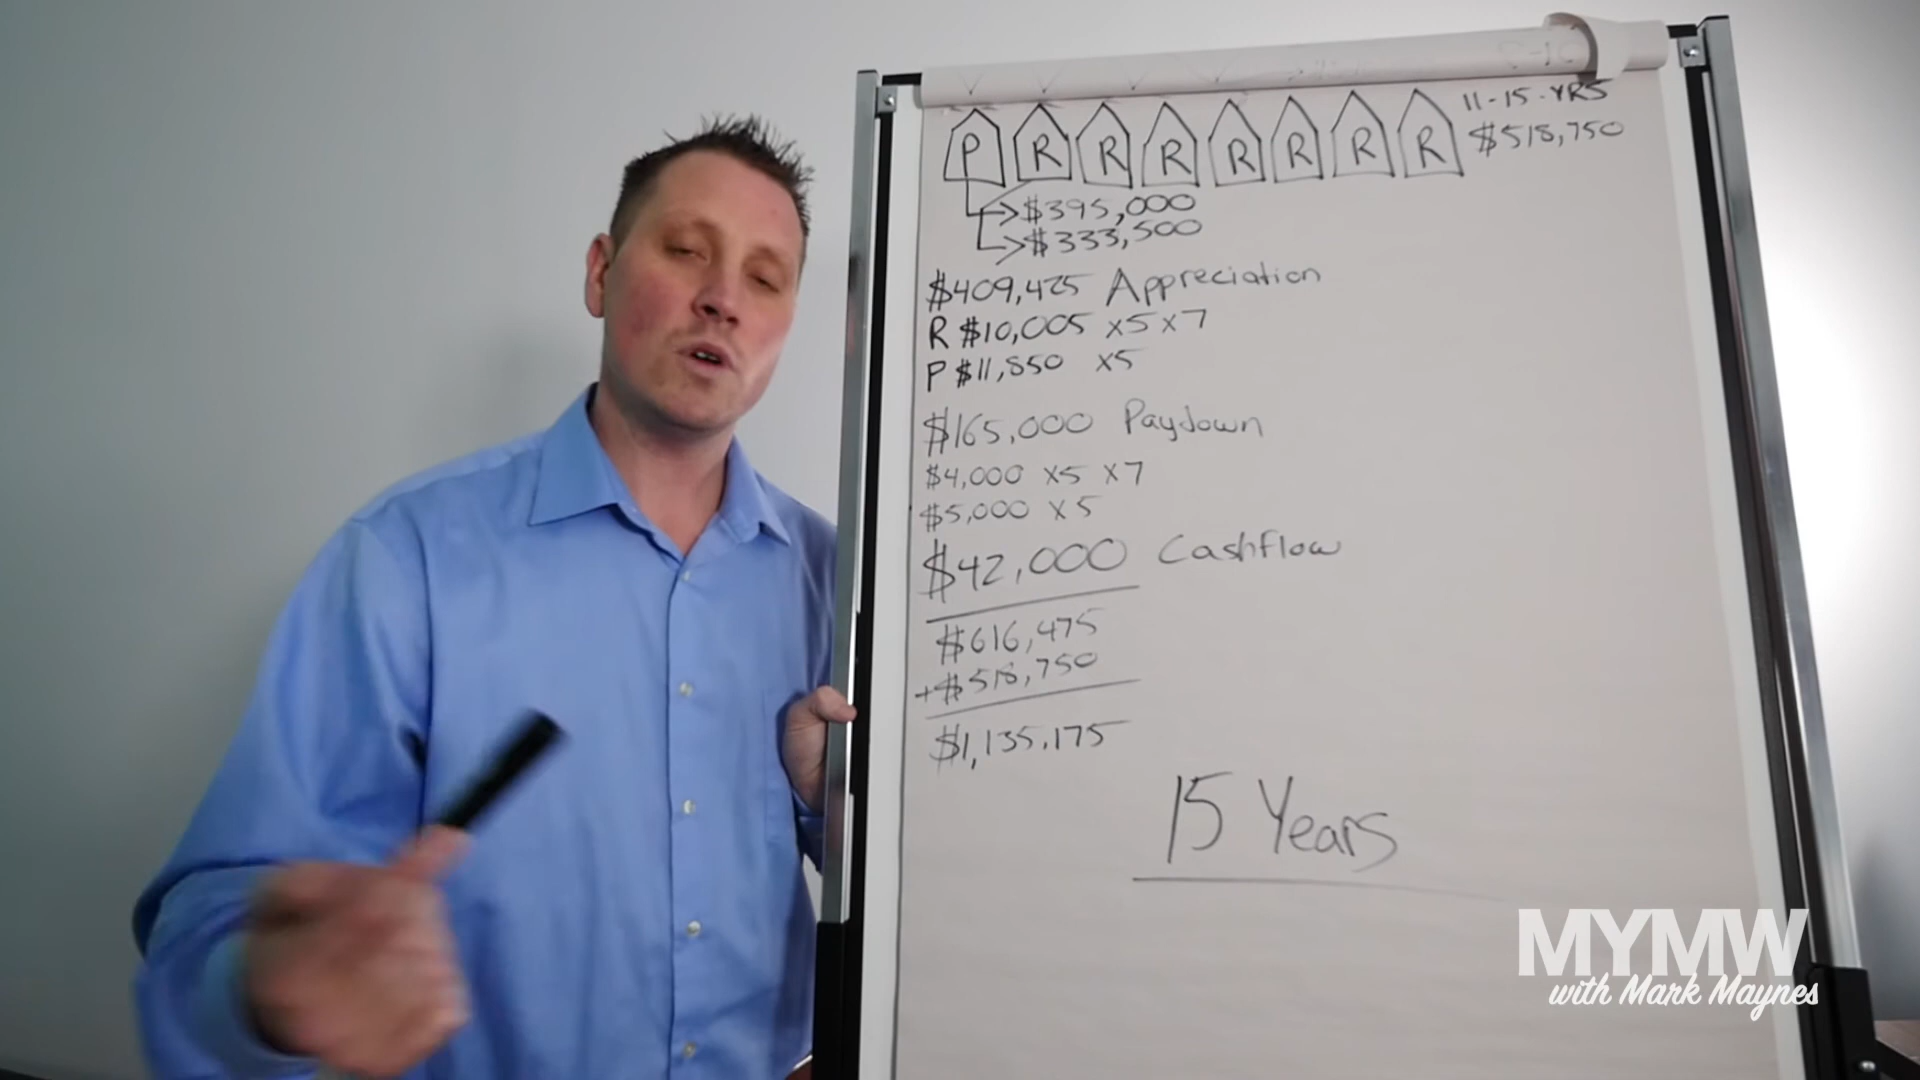 11-15-YRS
P R R R R R R R $518,750
$395,000
$333,500
$409,425 Appreciation
R $10,005 x5x7
P $11,850 x5
$165,000 Paydown
$4,000 x5 x7
$5,000 x5
$42,000 Cashflow
$616,475
+$518,750
$1,135,175
15 Years
MYMW
with Mark Maynes